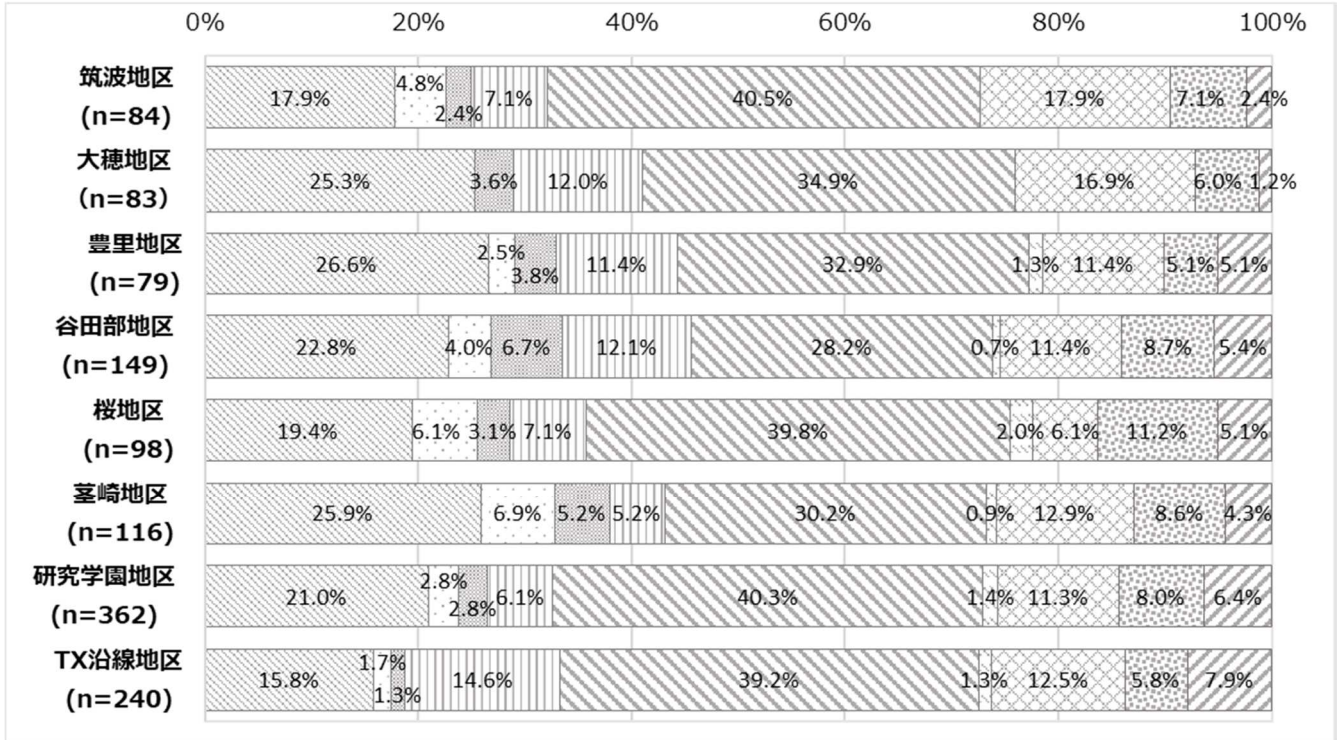 0% 20% 40% 60% 80% 100%
筑波地区
(n=84)
17.9% 4.8% 2.4% 7.1% 40.5% 17.9% 7.1% 2.4%
大穂地区
(n=83)
25.3% 3.6% 12.0% 34.9% 16.9% 6.0% 1.2%
豊里地区
(n=79)
26.6% 2.5% 3.8% 11.4% 32.9% 1.3% 11.4% 5.1% 5.1%
谷田部地区
(n=149)
22.8% 4.0% 6.7% 12.1% 28.2% 0.7% 11.4% 8.7% 5.4%
桜地区
(n=98)
19.4% 6.1% 3.1% 7.1% 39.8% 2.0% 6.1% 11.2% 5.1%
茎崎地区
(n=116)
25.9% 6.9% 5.2% 5.2% 30.2% 0.9% 12.9% 8.6% 4.3%
研究学園地区
(n=362)
21.0% 2.8% 2.8% 6.1% 40.3% 1.4% 11.3% 8.0% 6.4%
TX沿線地区
(n=240)
15.8% 1.7% 1.3% 14.6% 39.2% 1.3% 12.5% 5.8% 7.9%